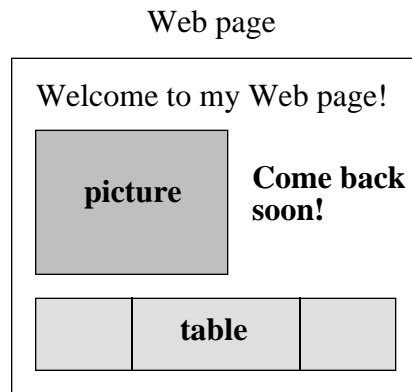 Web page
Welcome to my Web page!
picture
Come back
soon!
table